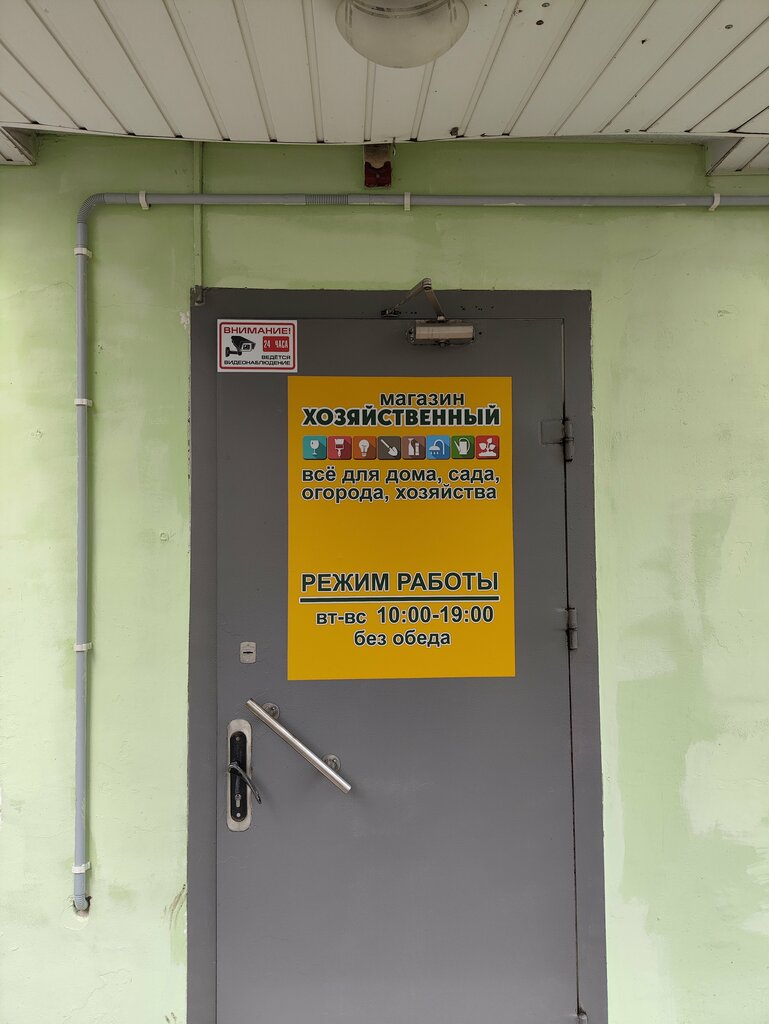 ВНИМАНИЕ!
24 ЧАСА
ВЕДЁТСЯ
ВИДЕОНАБЛЮДЕНИЕ
магазин
ХОЗЯЙСТВЕННЫЙ
всё для дома, сада,
огорода, хозяйства
РЕЖИМ РАБОТЫ
вт-вс 10:00-19:00
без обеда